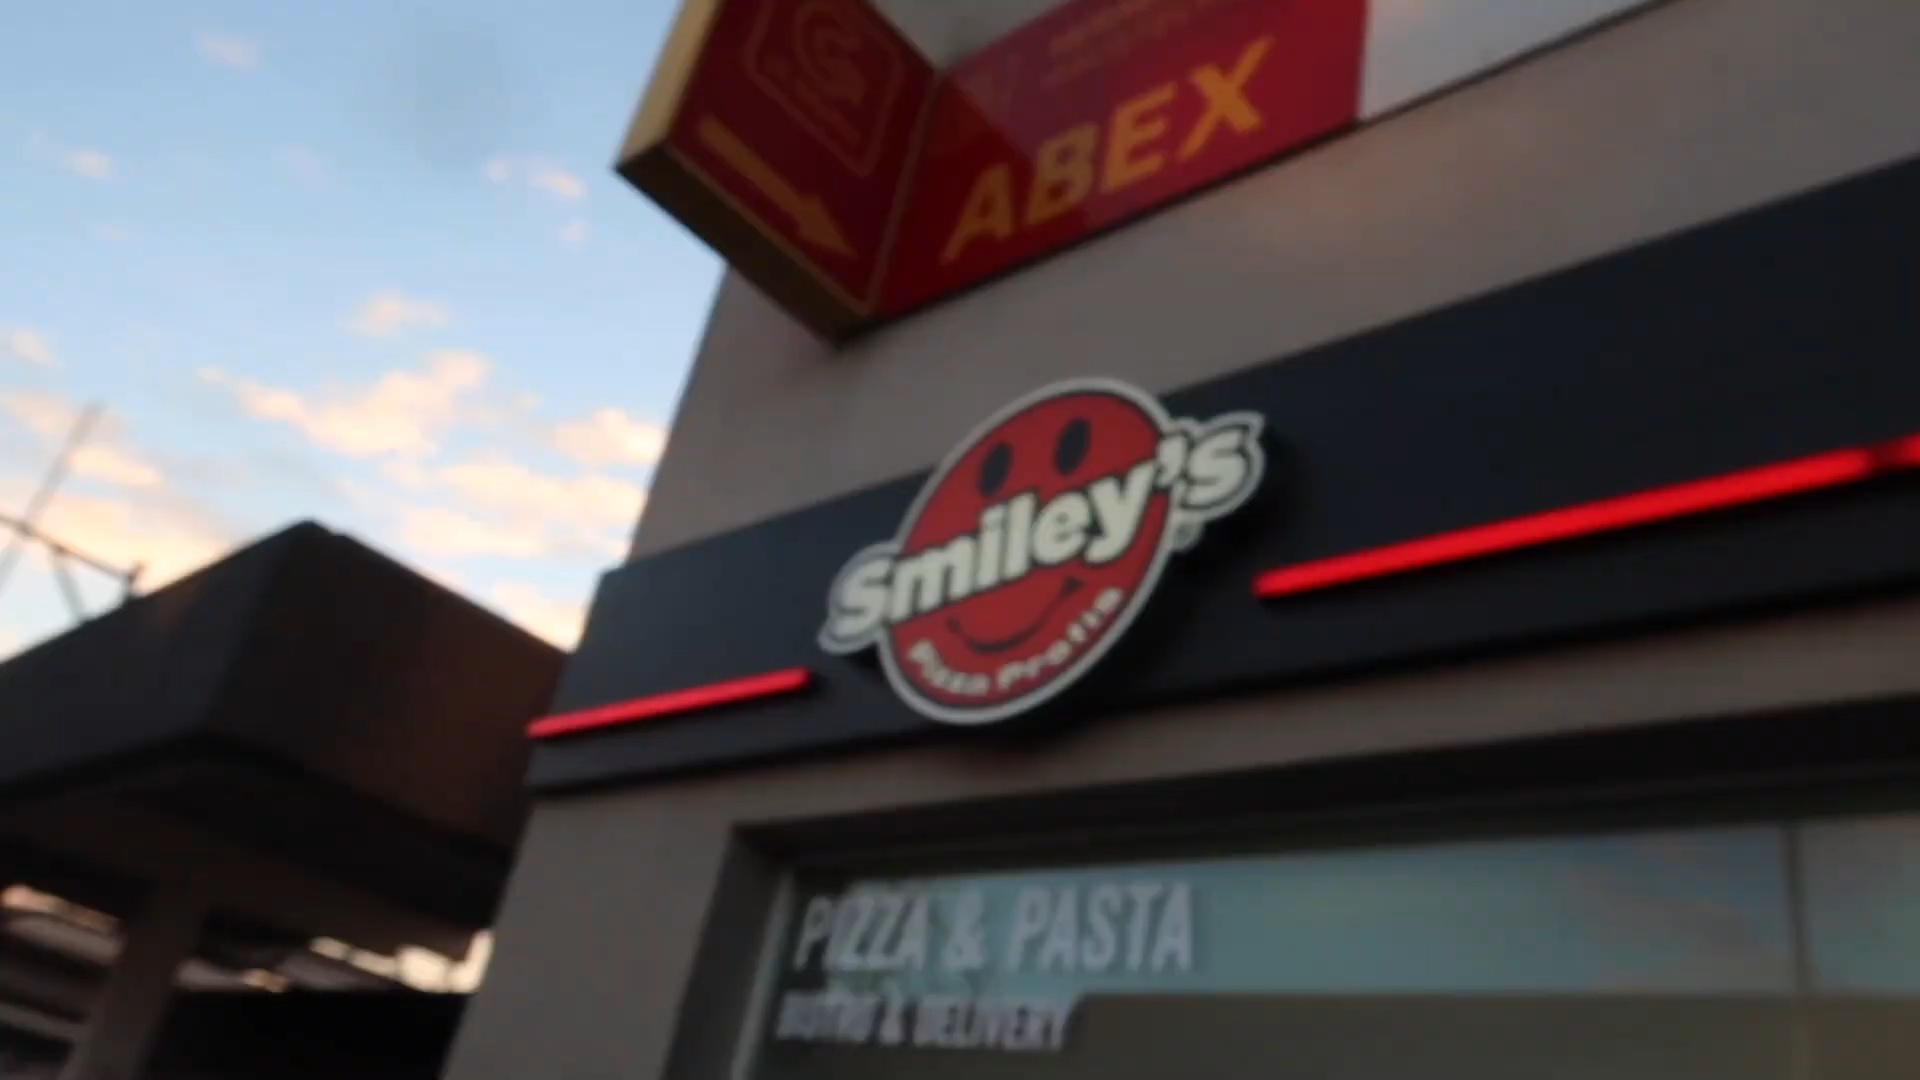 ABEX
Smiley's
Pizza Profis
PIZZA & PASTA
BISTRO & DELIVERY